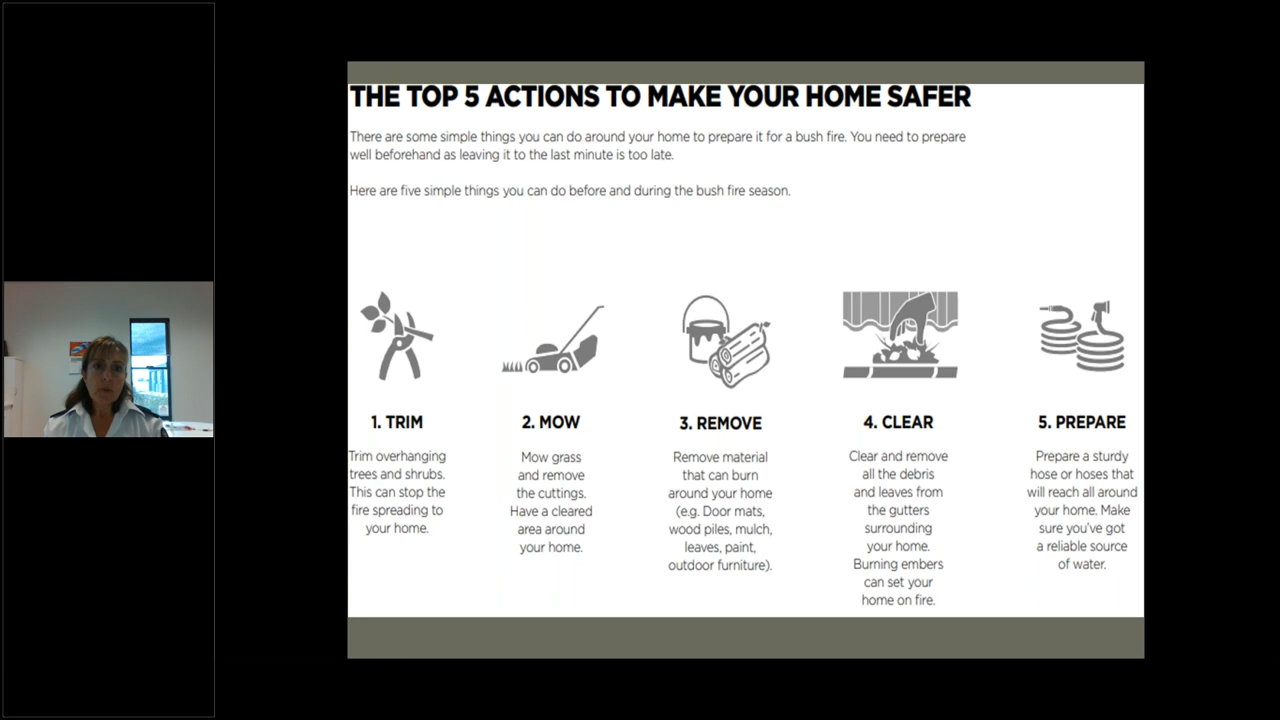 THE TOP 5 ACTIONS TO MAKE YOUR HOME SAFER
There are some simple things you can do around your home to prepare it for a bush fire. You need to prepare
well beforehand as leaving it to the last minute is too late.
Here are five simple things you can do before and during the bush fire season.
1. TRIM
Trim overhanging
trees and shrubs.
This can stop the
fire spreading to
your home.
2. MOW
Mow grass
and remove
the cuttings.
Have a cleared
area around
your home.
3. REMOVE
Remove material
that can burn
around your home
(e.g. Door mats,
wood piles, mulch,
leaves, paint,
outdoor furniture).
4. CLEAR
Clear and remove
all the debris
and leaves from
the gutters
surrounding
your home.
Burning embers
can set your
home on fire.
5. PREPARE
Prepare a sturdy
hose or hoses that
will reach all around
your home. Make
sure you've got
a reliable source
of water.